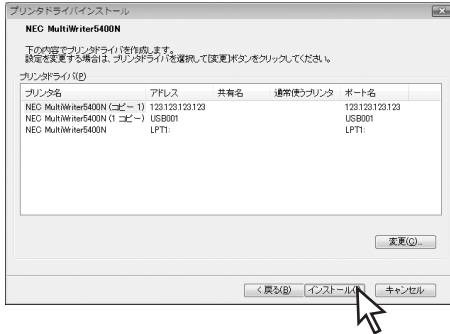 プリンタドライバインストール
NEC MultiWriter5400N
下の内容でプリンタドライバを作成します。
設定を変更する場合は、プリンタドライバを選択して[変更]ボタンをクリックしてください。
プリンタドライバ(P)
プリンタ名 アドレス 共有名 通常使うプリンタ ポート名
NEC MultiWriter5400N (コピー 1) 123.123.123.123 123.123.123.123
NEC MultiWriter5400N (1 コピー) USB001 USB001
NEC MultiWriter5400N LPT1: LPT1:
変更(C)...
< 戻る(B) インストール( キャンセル